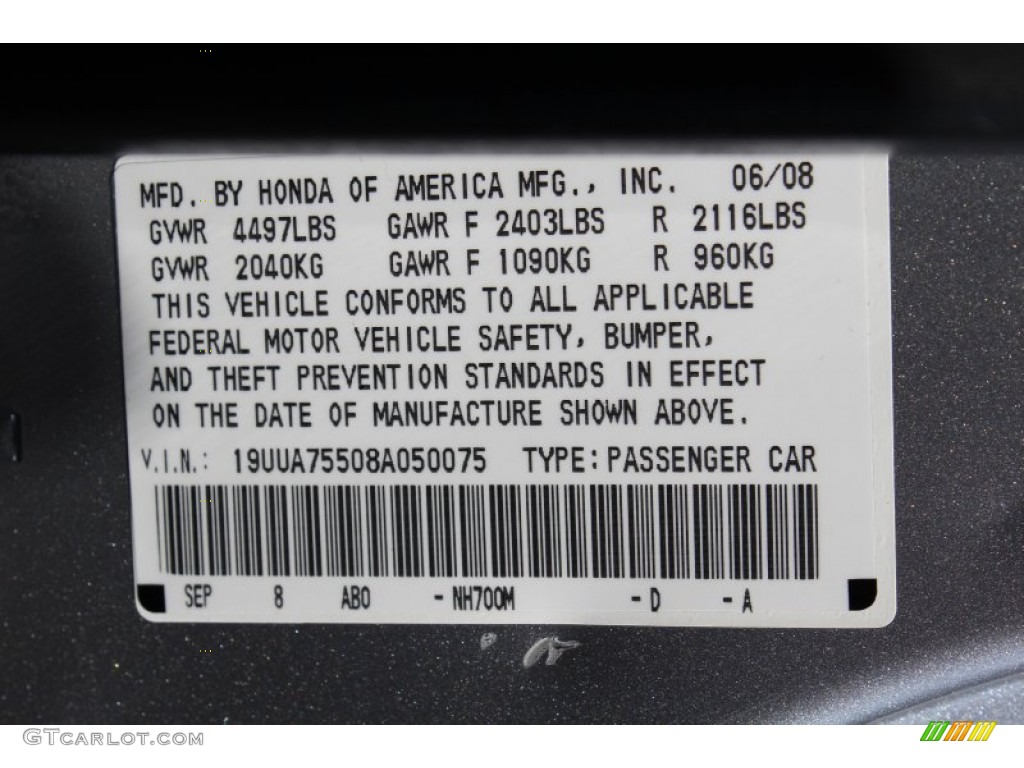 MFD. BY HONDA OF AMERICA MFG., INC. 06/08
GVWR 4497LBS GAWR F 2403LBS R 2116LBS
GVWR 2040KG GAWR F 1090KG R 960KG
THIS VEHICLE CONFORMS TO ALL APPLICABLE
FEDERAL MOTOR VEHICLE SAFETY, BUMPER,
AND THEFT PREVENTION STANDARDS IN EFFECT
ON THE DATE OF MANUFACTURE SHOWN ABOVE.
V.I.N.: 19UUA75508A050075 TYPE: PASSENGER CAR
SEP 8 AB0 - NH700M - D - A
GTCARLOT.COM